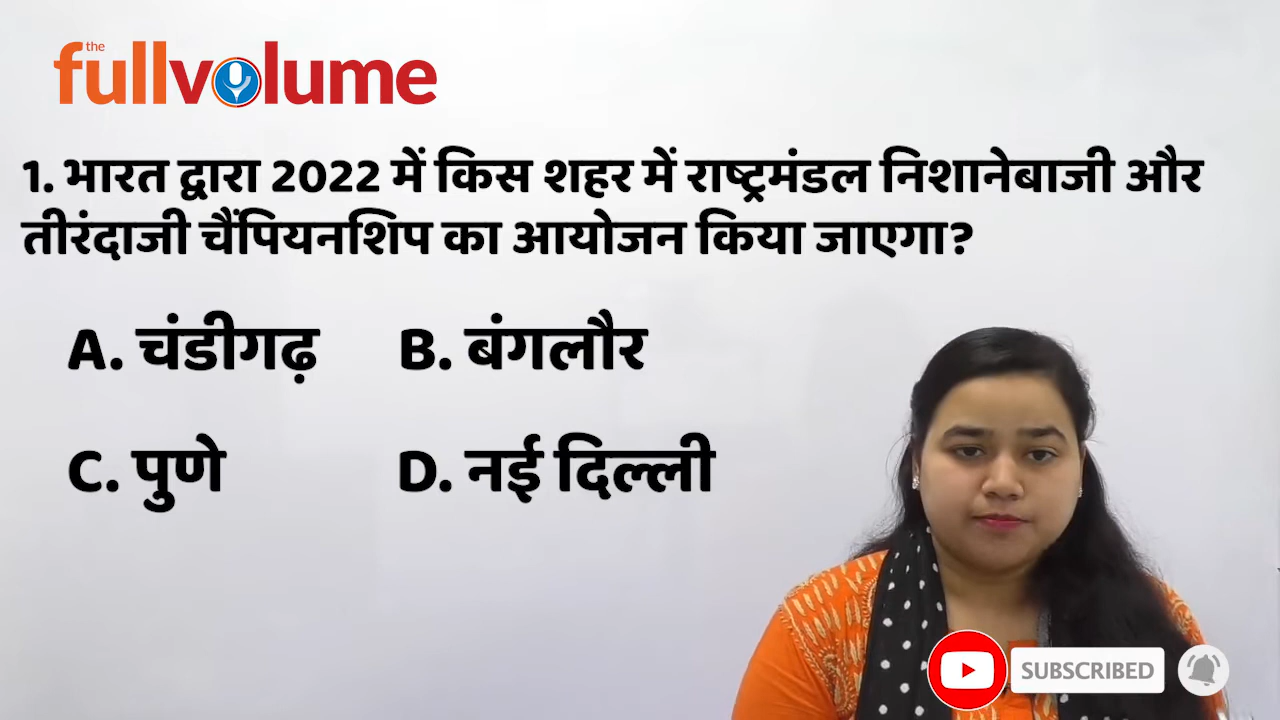 the
fullvolume
1. भारत द्वारा 2022 में किस शहर में राष्ट्रमंडल निशानेबाजी और
तीरंदाजी चैंपियनशिप का आयोजन किया जाएगा?
A. चंडीगढ़ B. बंगलौर
C. पुणे D. नई दिल्ली
SUBSCRIBED